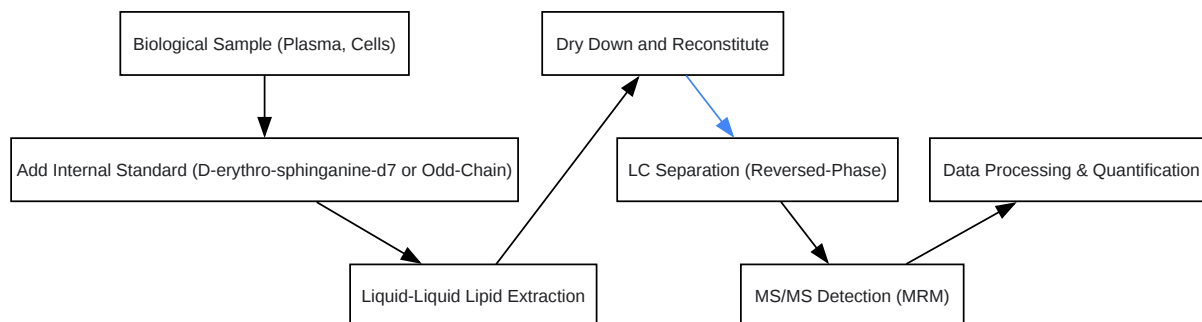 Biological Sample (Plasma, Cells)
Add Internal Standard (D-erythro-sphinganine-d7 or Odd-Chain)
Liquid-Liquid Lipid Extraction
Dry Down and Reconstitute
LC Separation (Reversed-Phase)
MS/MS Detection (MRM)
Data Processing & Quantification